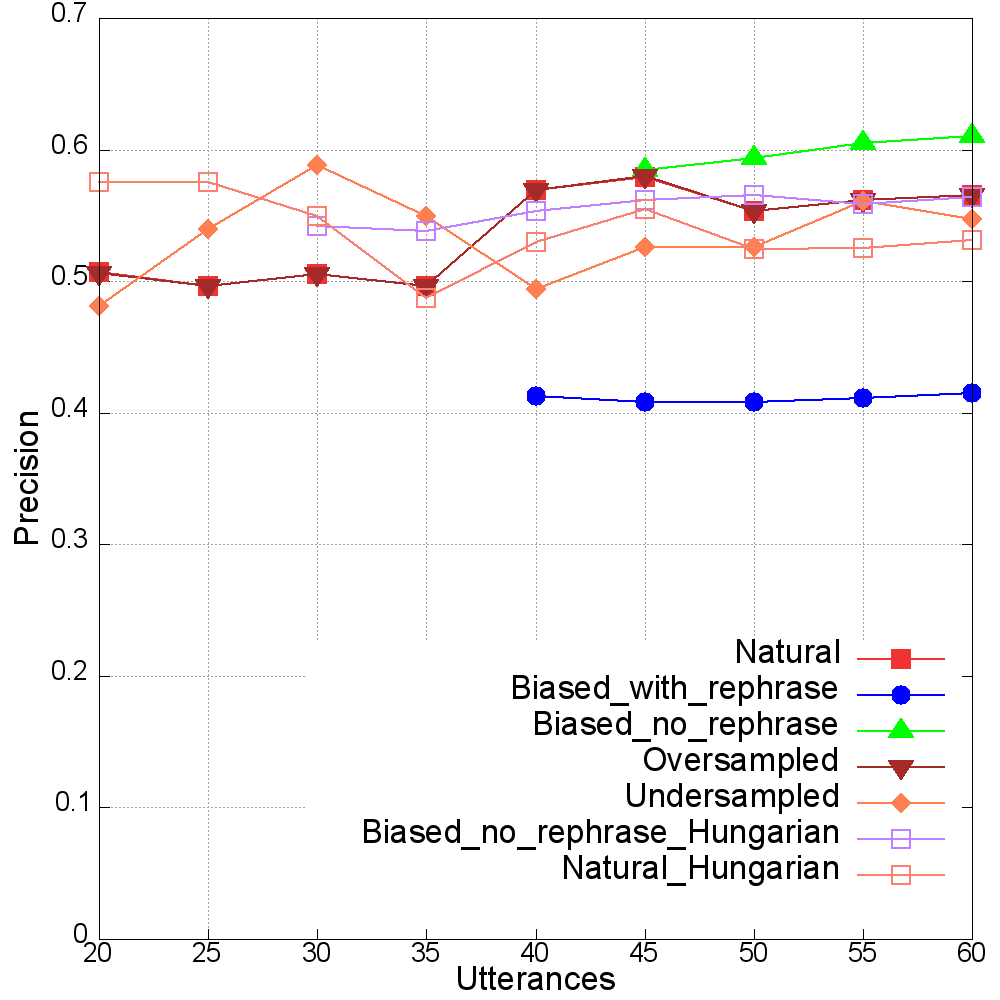 0.7
0.6
0.5
0.4
0.3
0.2
0.1
0
Precision
Natural
Biased_with_rephrase
Biased_no_rephrase
Oversampled
Undersampled
Biased_no_rephrase_Hungarian
Natural_Hungarian
20 25 30 35 40 45 50 55 60
Utterances